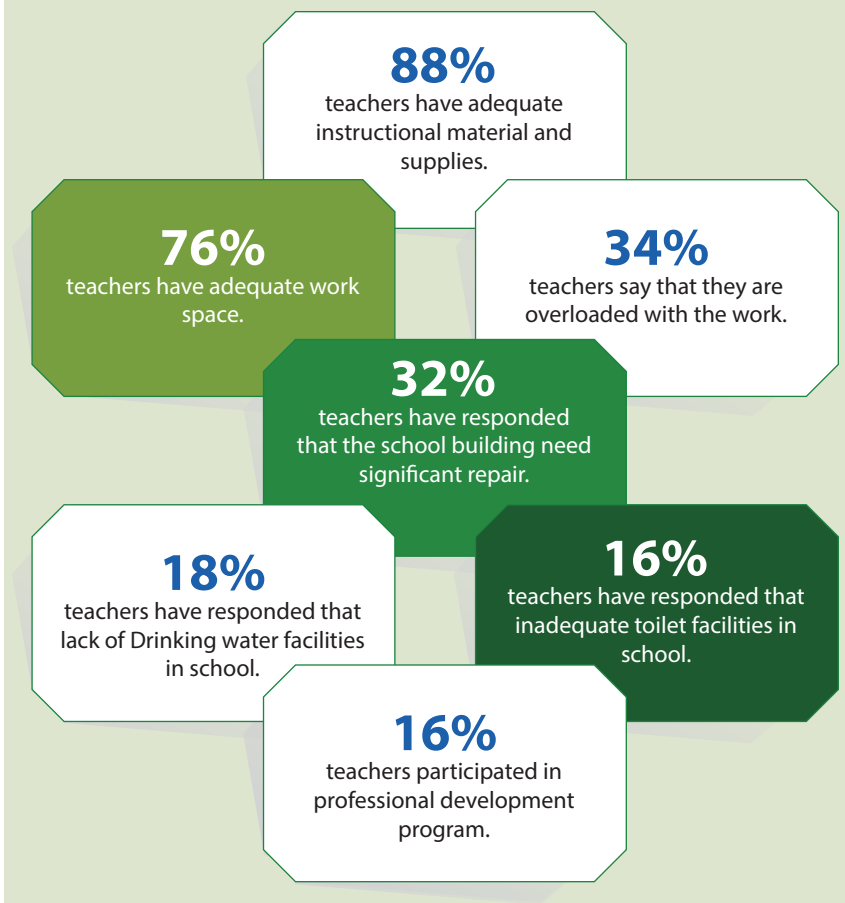 88%
teachers have adequate
instructional material and
supplies.
76%
teachers have adequate work
space.
34%
teachers say that they are
overloaded with the work.
32%
teachers have responded
that the school building need
significant repair.
18%
teachers have responded that
lack of Drinking water facilities
in school.
16%
teachers have responded that
inadequate toilet facilities in
school.
16%
teachers participated in
professional development
program.